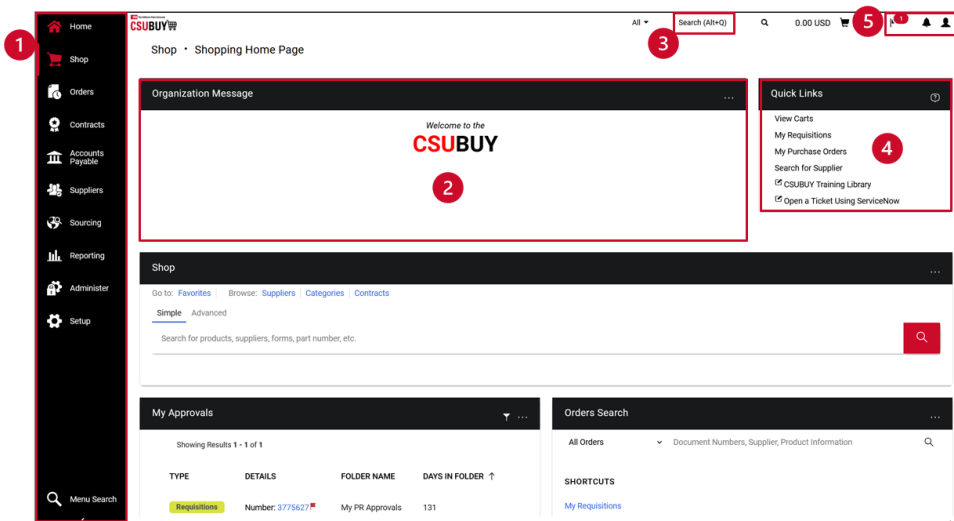 1
Home
Shop
Orders
Contracts
Accounts
Payable
Suppliers
Sourcing
Reporting
Administer
Setup
Menu Search
CSUBUY
All
Search (Alt+Q)
0.00 USD
3
5
1
Shop • Shopping Home Page
Organization Message
...
Welcome to the
CSUBUY
2
Quick Links
View Carts
My Requisitions
My Purchase Orders
Search for Supplier
CSUBUY Training Library
Open a Ticket Using ServiceNow
4
Shop
...
Go to: Favorites | Browse: Suppliers | Categories | Contracts
Simple Advanced
Search for products, suppliers, forms, part number, etc.
My Approvals
...
Showing Results 1 - 1 of 1
TYPE DETAILS FOLDER NAME DAYS IN FOLDER ↑
Requisitions Number: 3775627 My PR Approvals 131
Orders Search
...
All Orders Document Numbers, Supplier, Product Information
SHORTCUTS
My Requisitions